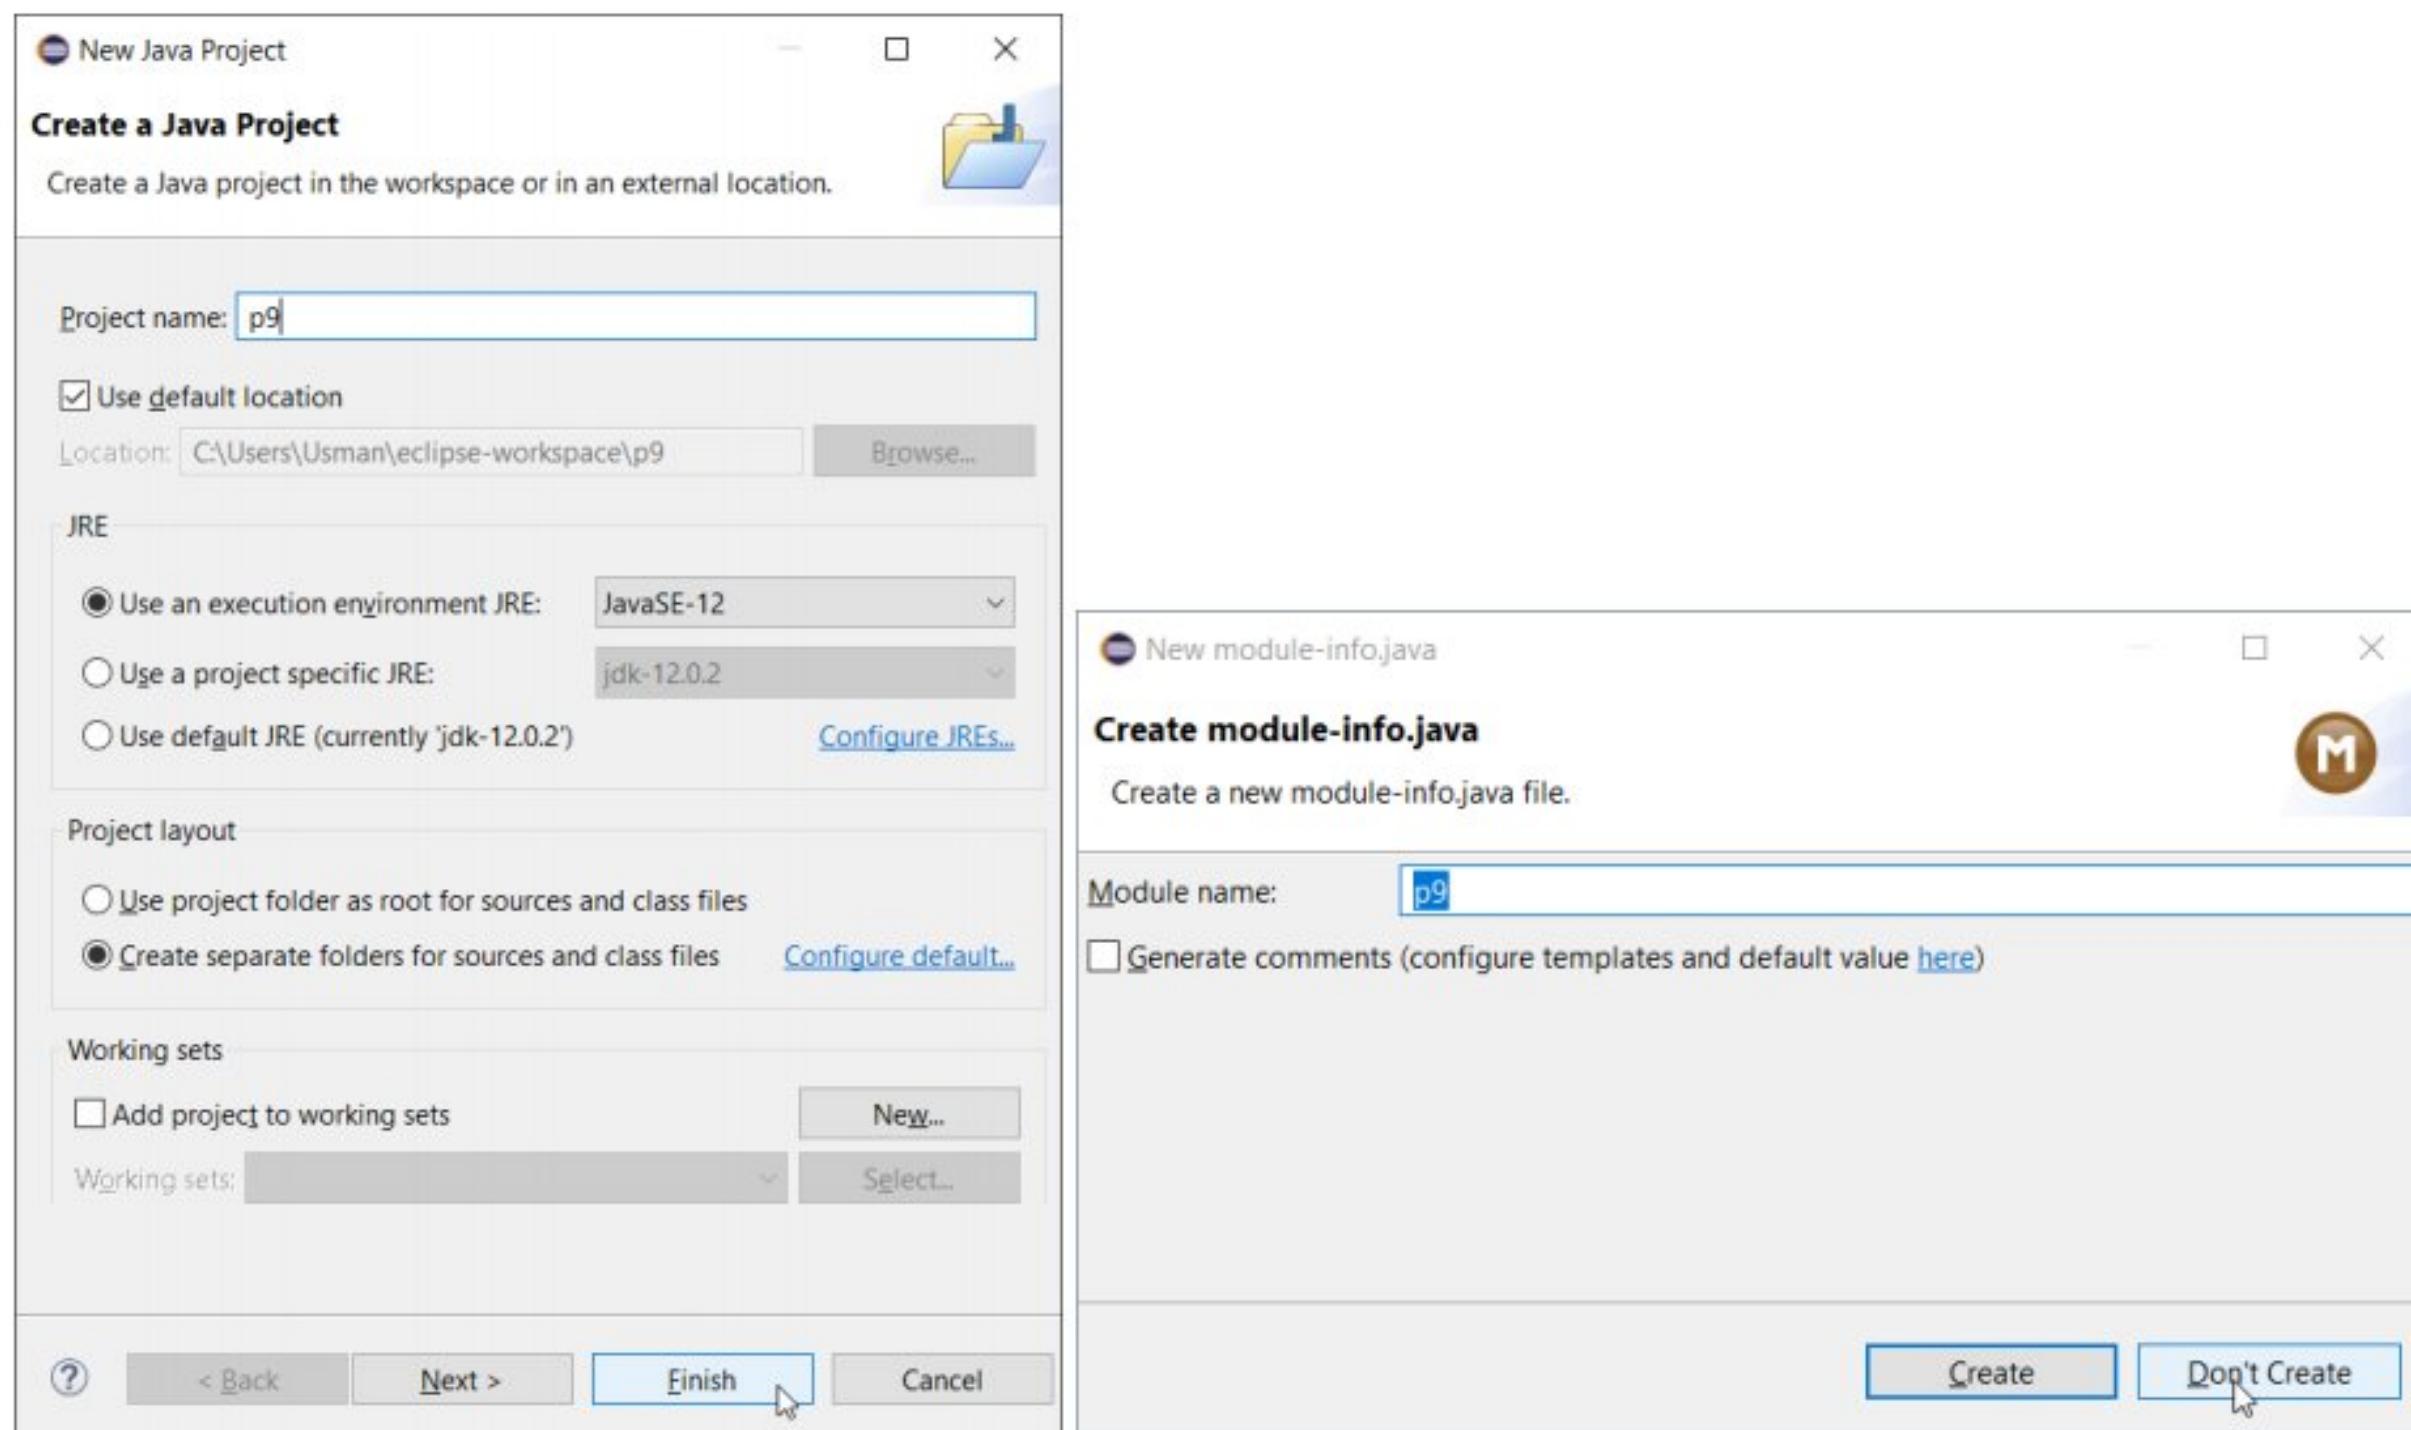 New Java Project
Create a Java Project
Create a Java project in the workspace or in an external location.
Project name: p9
Use default location
Location: C:\Users\Usman\eclipse-workspace\p9 Browse...
JRE
Use an execution environment JRE: JavaSE-12
Use a project specific JRE: jdk-12.0.2
Use default JRE (currently 'jdk-12.0.2') Configure JREs...
Project layout
Use project folder as root for sources and class files
Create separate folders for sources and class files Configure default...
Working sets
Add project to working sets New...
Working sets: Select...
? < Back Next > Finish Cancel
New module-info.java
Create module-info.java
M
Create a new module-info.java file.
Module name: p9
Generate comments (configure templates and default value here)
Create Don't Create